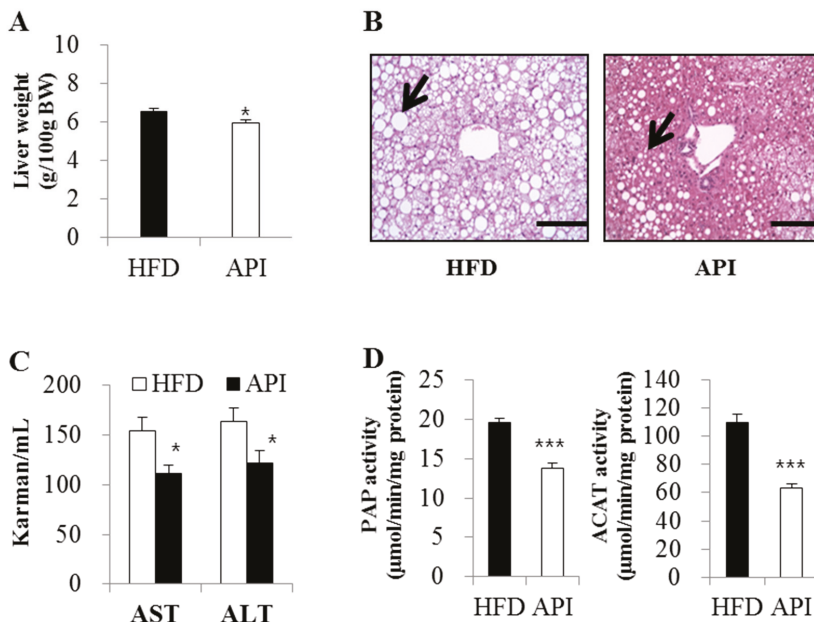 A
Liver weight
(g/100g BW)
10
8
6
4
2
0
*
HFD API
B
HFD API
C
Karman/mL
200
150
100
50
0
HFD API
*
*
AST ALT
D
PAP activity
(µmol/min/mg protein)
25
20
15
10
5
0
***
HFD API
ACAT activity
(µmol/min/mg protein)
140
120
100
80
60
40
20
0
***
HFD API